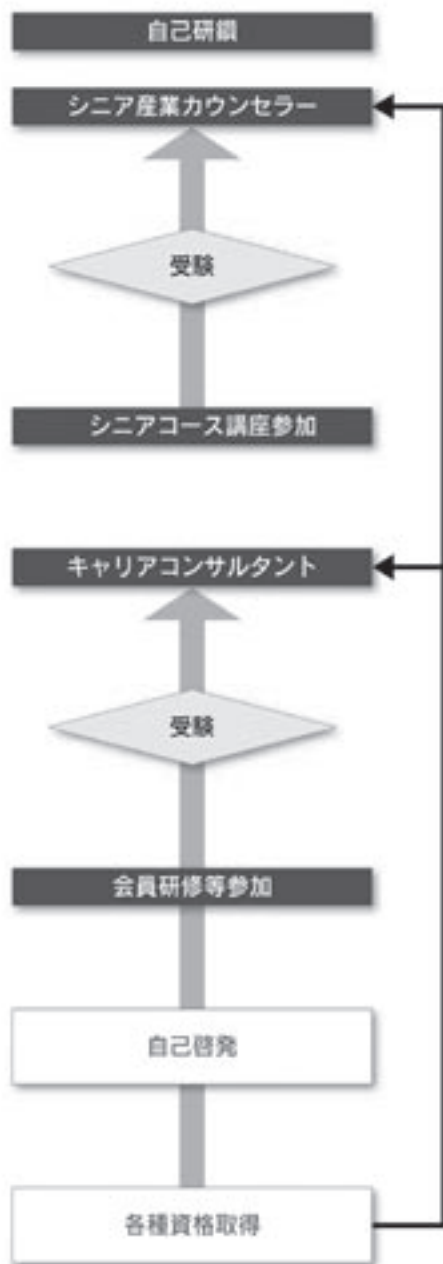 自己研鑽
シニア産業カウンセラー
受験
シニアコース講座参加
キャリアコンサルタント
受験
会員研修等参加
自己啓発
各種資格取得